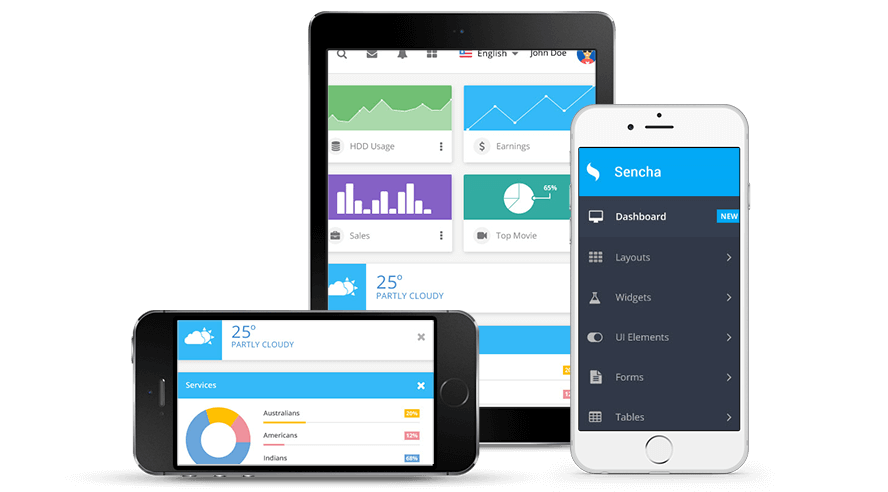 English
John Doe
HDD Usage
$ Earnings
65%
Sales
Top Movie
25°
PARTLY CLOUDY
Sencha
Dashboard
NEW
Layouts
Widgets
UI Elements
Forms
Tables
25°
PARTLY CLOUDY
Services
Australians 20%
Americans 12%
Indians 68%